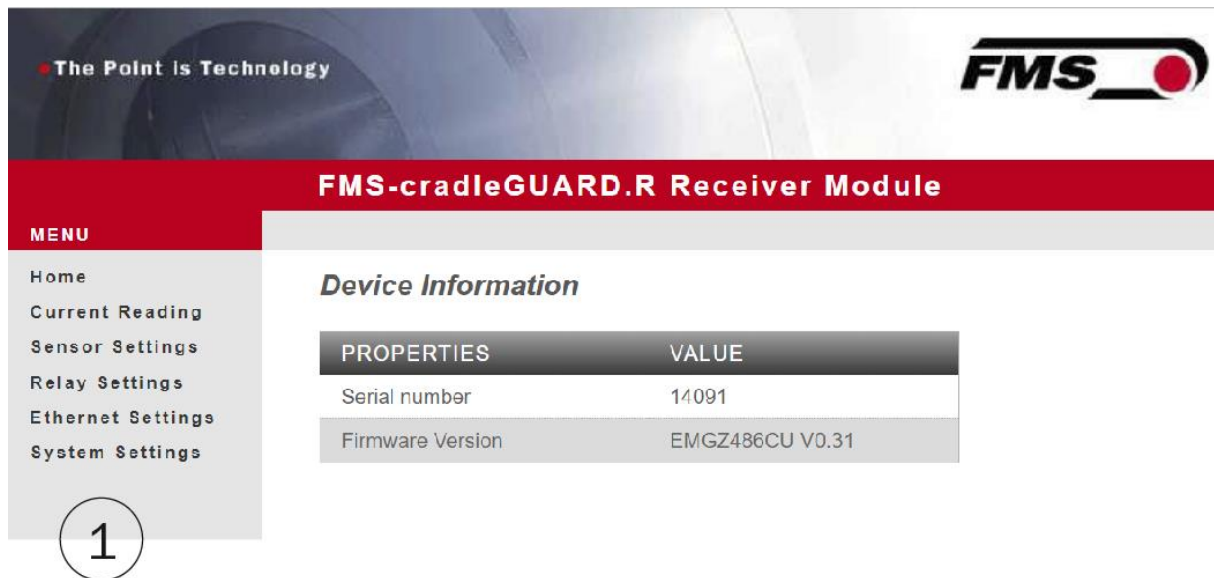 The Point is Technology
FMS
FMS-cradleGUARD.R Receiver Module
MENU
Home
Current Reading
Sensor Settings
Relay Settings
Ethernet Settings
System Settings
1
Device Information
PROPERTIES VALUE
Serial number 14091
Firmware Version EMGZ486CU V0.31